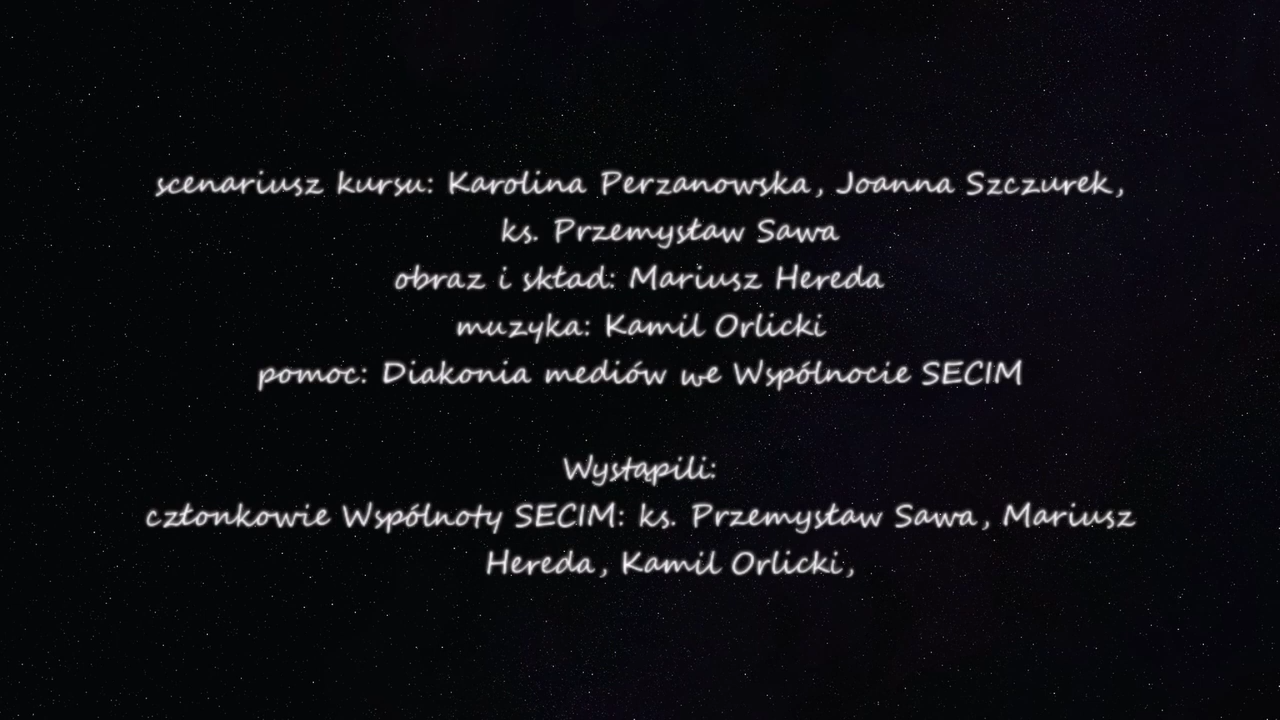 scenariusz kursu: Karolina Perzanowska, Joanna Szczurek,
ks. Przemysław Sawa
obraz i skład: Mariusz Hereda
muzyka: Kamil Orlicki
pomoc: Diakonia mediów we Wspólnocie SECIM
Wystąpili:
członkowie Wspólnoty SECIM: ks. Przemysław Sawa, Mariusz
Hereda, Kamil Orlicki,